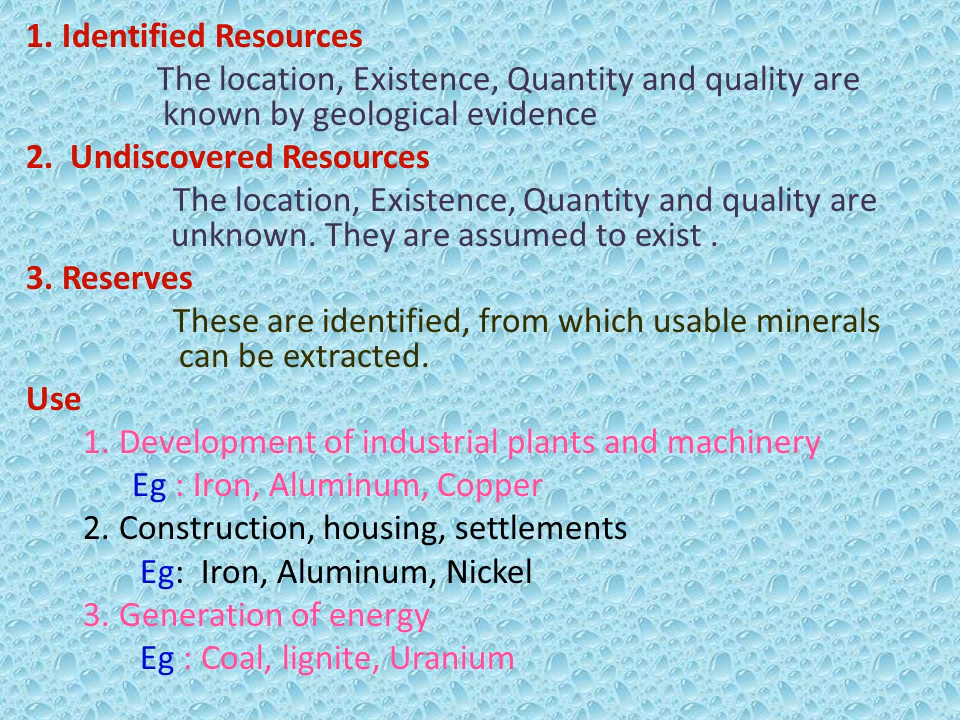 1. Identified Resources
The location, Existence, Quantity and quality are
known by geological evidence
2. Undiscovered Resources
The location, Existence, Quantity and quality are
unknown. They are assumed to exist .
3. Reserves
These are identified, from which usable minerals
can be extracted.
Use
1. Development of industrial plants and machinery
Eg : Iron, Aluminum, Copper
2. Construction, housing, settlements
Eg: Iron, Aluminum, Nickel
3. Generation of energy
Eg : Coal, lignite, Uranium